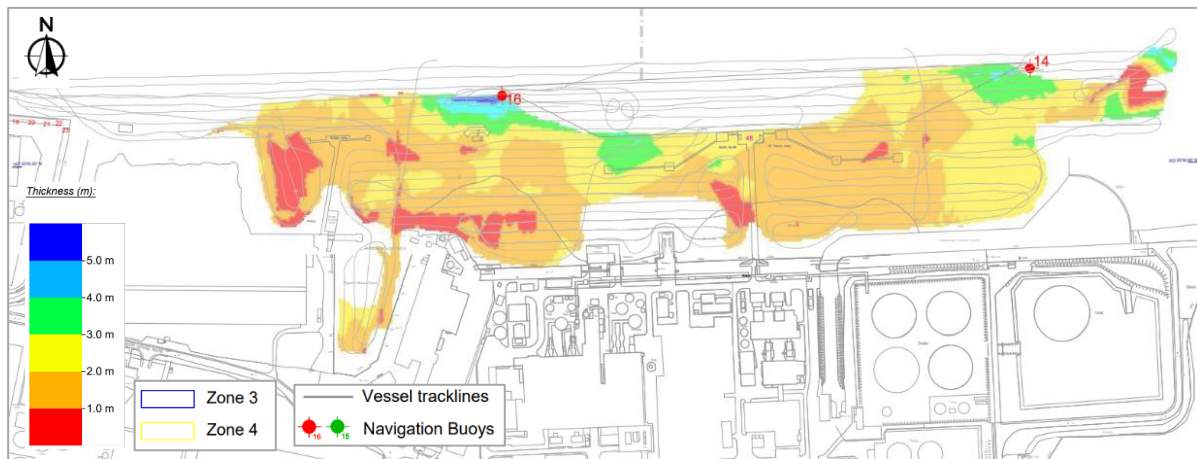 N
14
16
19 20 21 22
23
48
Thickness (m):
5.0 m
4.0 m
3.0 m
2.0 m
1.0 m
Zone 3
Zone 4
Vessel tracklines
16 15 Navigation Buoys